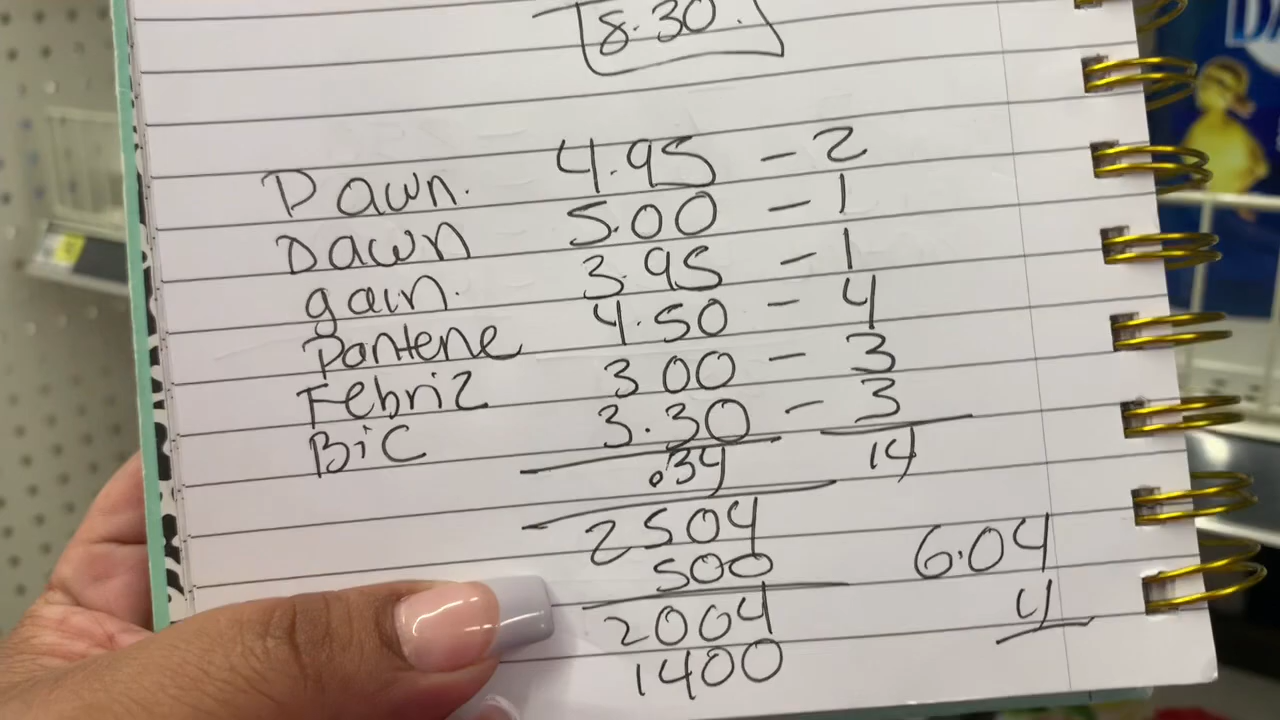 8.30.
Dawn. 4.95 - 2
Dawn 5.00 - 1
gain. 3.95 - 1
Pantene 4.50 - 4
Febriz 3 00 - 3
BiC 3.30 - 3
.34 14
2504
500 6.04
2004 4
1400